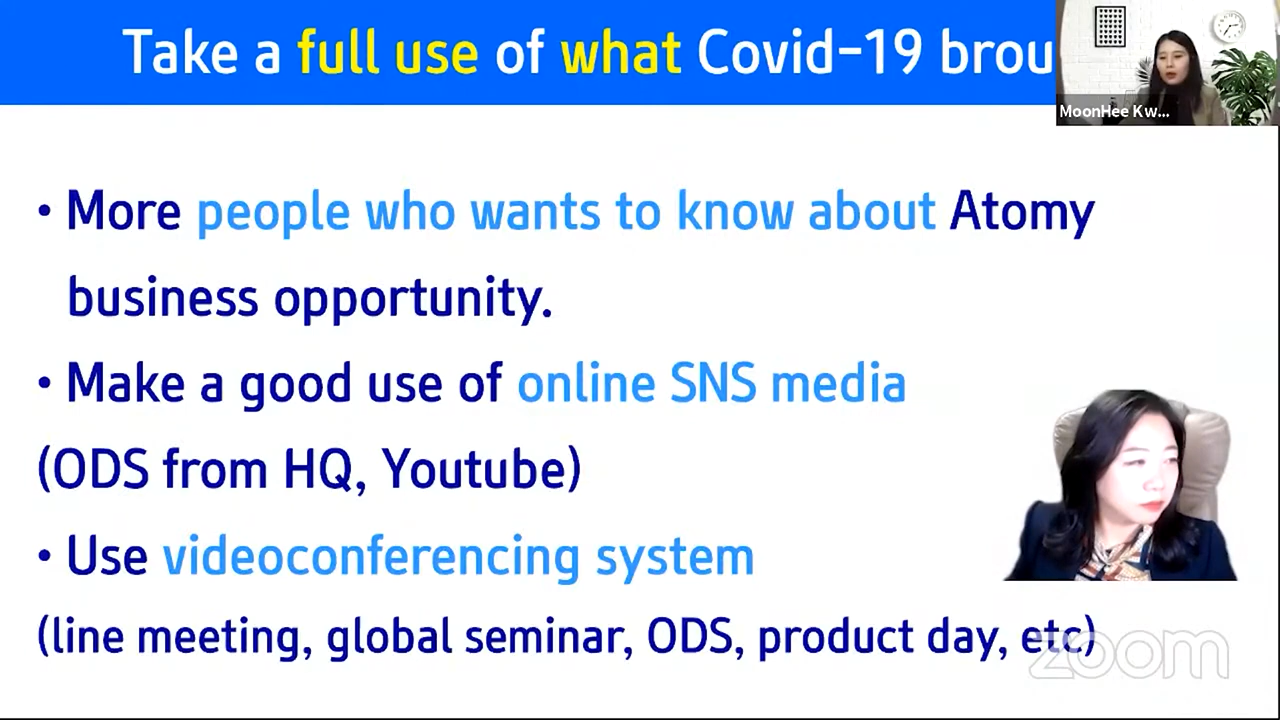 Take a full use of what Covid-19 brou
MoonHee Kw...
• More people who wants to know about Atomy
business opportunity.
• Make a good use of online SNS media
(ODS from HQ, Youtube)
• Use videoconferencing system
(line meeting, global seminar, ODS, product day, etc)
zoom